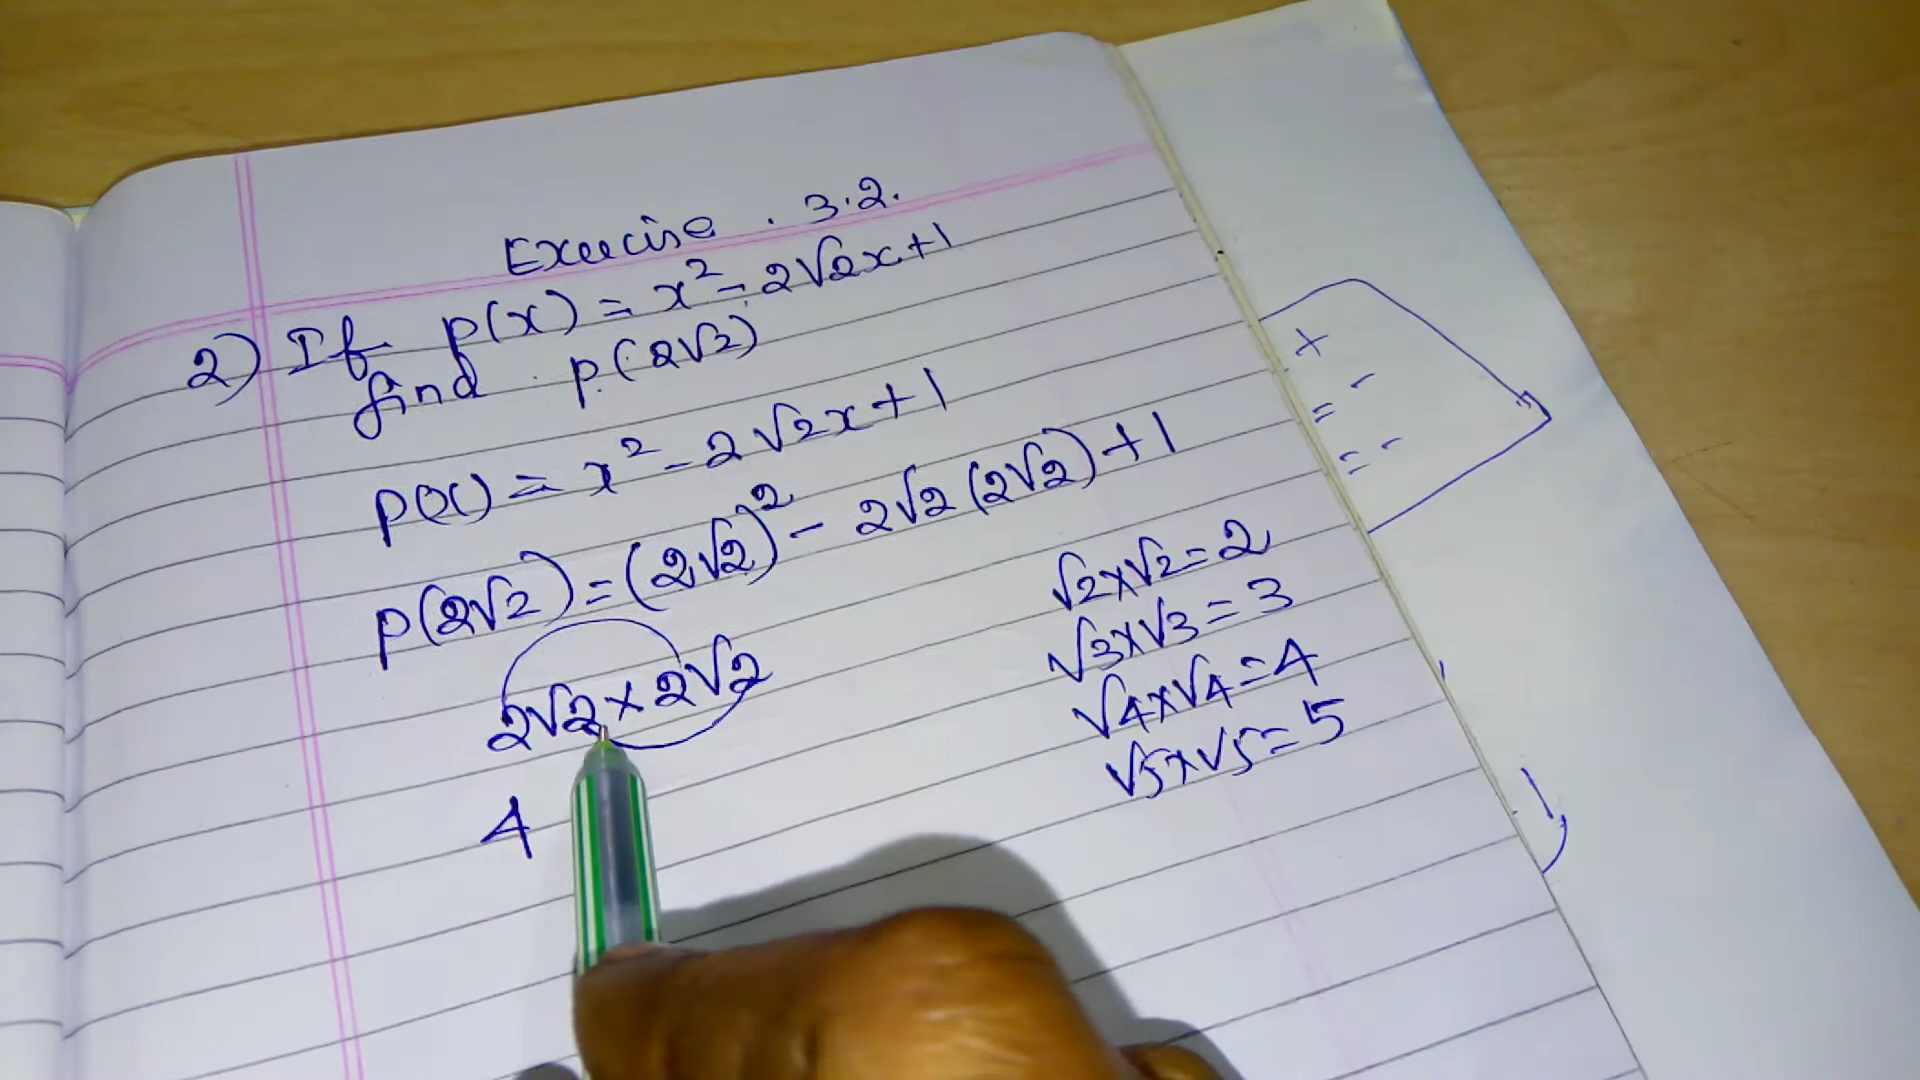 Exercise . 3.2.
2) If p(x) = x² - 2√2x+1
find p(2√2)
p(x) = x² - 2√2x+1
p(2√2) = (2√2)² - 2√2(2√2)+1
2√2×2√2
4
√2×√2=2
√3×√3=3
√4×√4=4
√5×√5=5
+
= -
= -